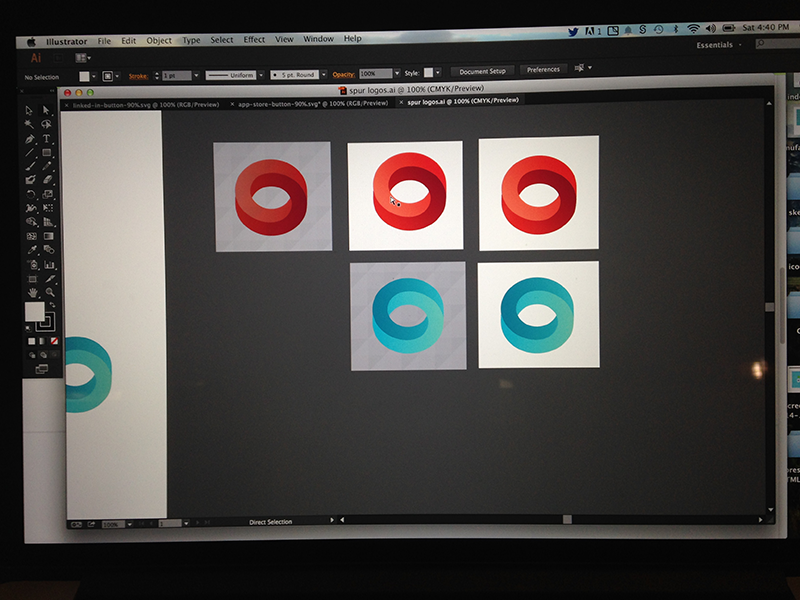 Illustrator File Edit Object Type Select Effect View Window Help
1 Sat 4:40 PM
Ai
Essentials
No Selection Stroke: 1 pt Uniform 5 pt. Round Opacity: 100% Style: Document Setup Preferences
spur logos.ai @ 100% (CMYK/Preview)
× linked-in-button-90%.svg @ 100% (RGB/Preview) × app-store-button-90%.svg* @ 100% (RGB/Preview) × spur logos.ai @ 100% (CMYK/Preview)
100% 1 Direct Selection